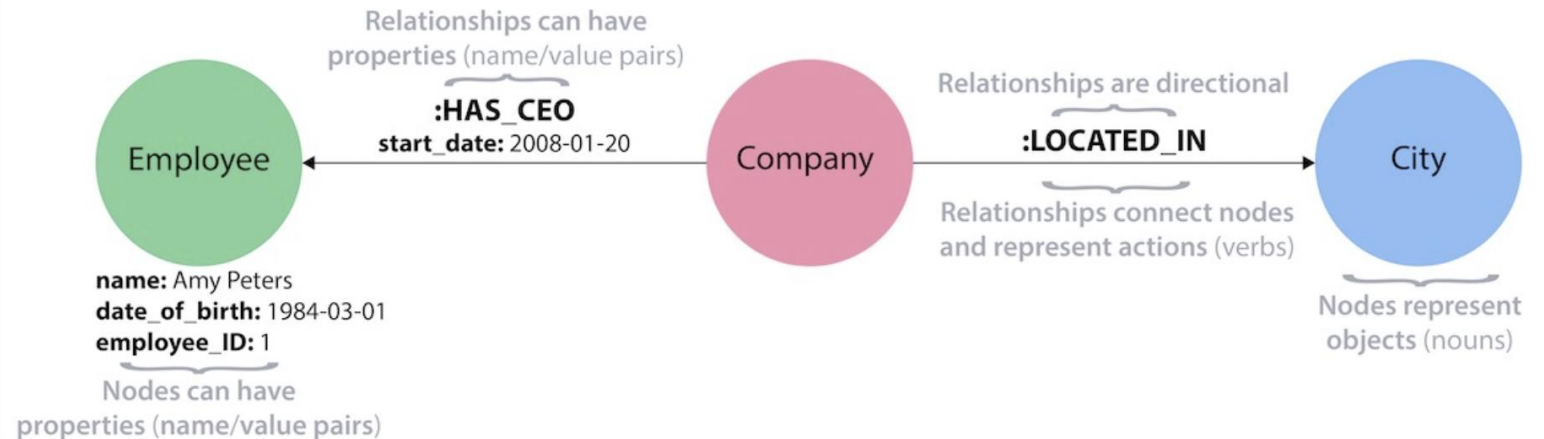 Relationships can have
properties (name/value pairs)
:HAS_CEO
start_date: 2008-01-20
Employee
name: Amy Peters
date_of_birth: 1984-03-01
employee_ID: 1
Nodes can have
properties (name/value pairs)
Company
Relationships are directional
:LOCATED_IN
Relationships connect nodes
and represent actions (verbs)
City
Nodes represent
objects (nouns)